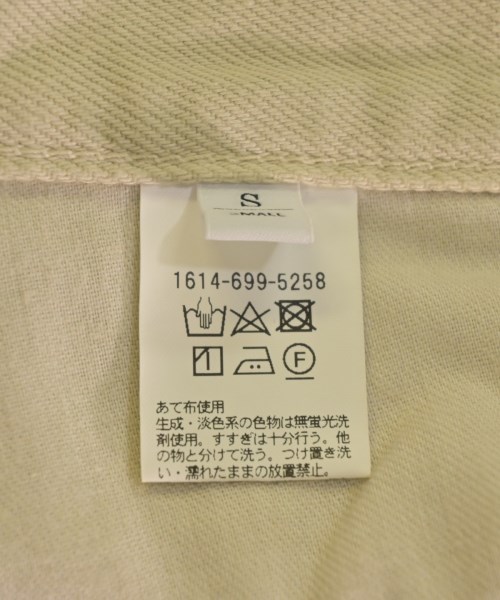 S
SMALL
1614-699-5258
F
あて布使用
生成・淡色系の色物は無蛍光洗
剤使用。すすぎは十分行う。他
の物と分けて洗う。つけ置き洗
い・濡れたままの放置禁止。